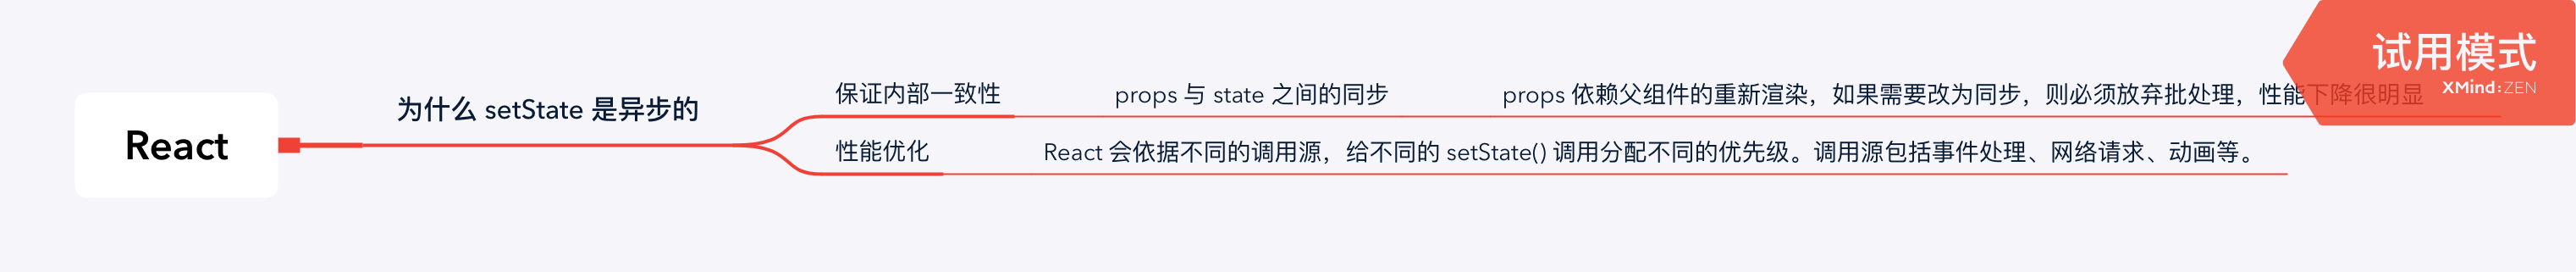 React
为什么 setState 是异步的
保证内部一致性
props 与 state 之间的同步
props 依赖父组件的重新渲染，如果需要改为同步，则必须放弃批处理，性能下降很明显
性能优化
React 会依据不同的调用源，给不同的 setState() 调用分配不同的优先级。调用源包括事件处理、网络请求、动画等。
试用模式
XMind:ZEN